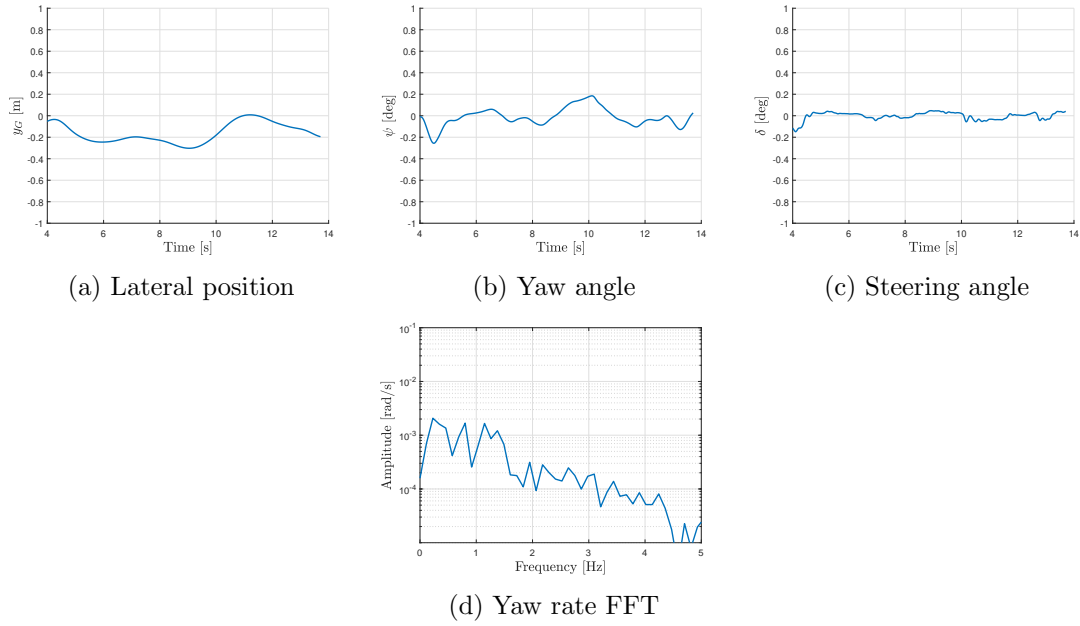 1
0.8
0.6
0.4
0.2
0
-0.2
-0.4
-0.6
-0.8
-1
4 6 8 10 12 14
y_G [m]
Time [s]
(a) Lateral position
1
0.8
0.6
0.4
0.2
0
-0.2
-0.4
-0.6
-0.8
-1
4 6 8 10 12 14
ψ [deg]
Time [s]
(b) Yaw angle
1
0.8
0.6
0.4
0.2
0
-0.2
-0.4
-0.6
-0.8
-1
4 6 8 10 12 14
δ [deg]
Time [s]
(c) Steering angle
10^-1
10^-2
10^-3
10^-4
0 1 2 3 4 5
Amplitude [rad/s]
Frequency [Hz]
(d) Yaw rate FFT